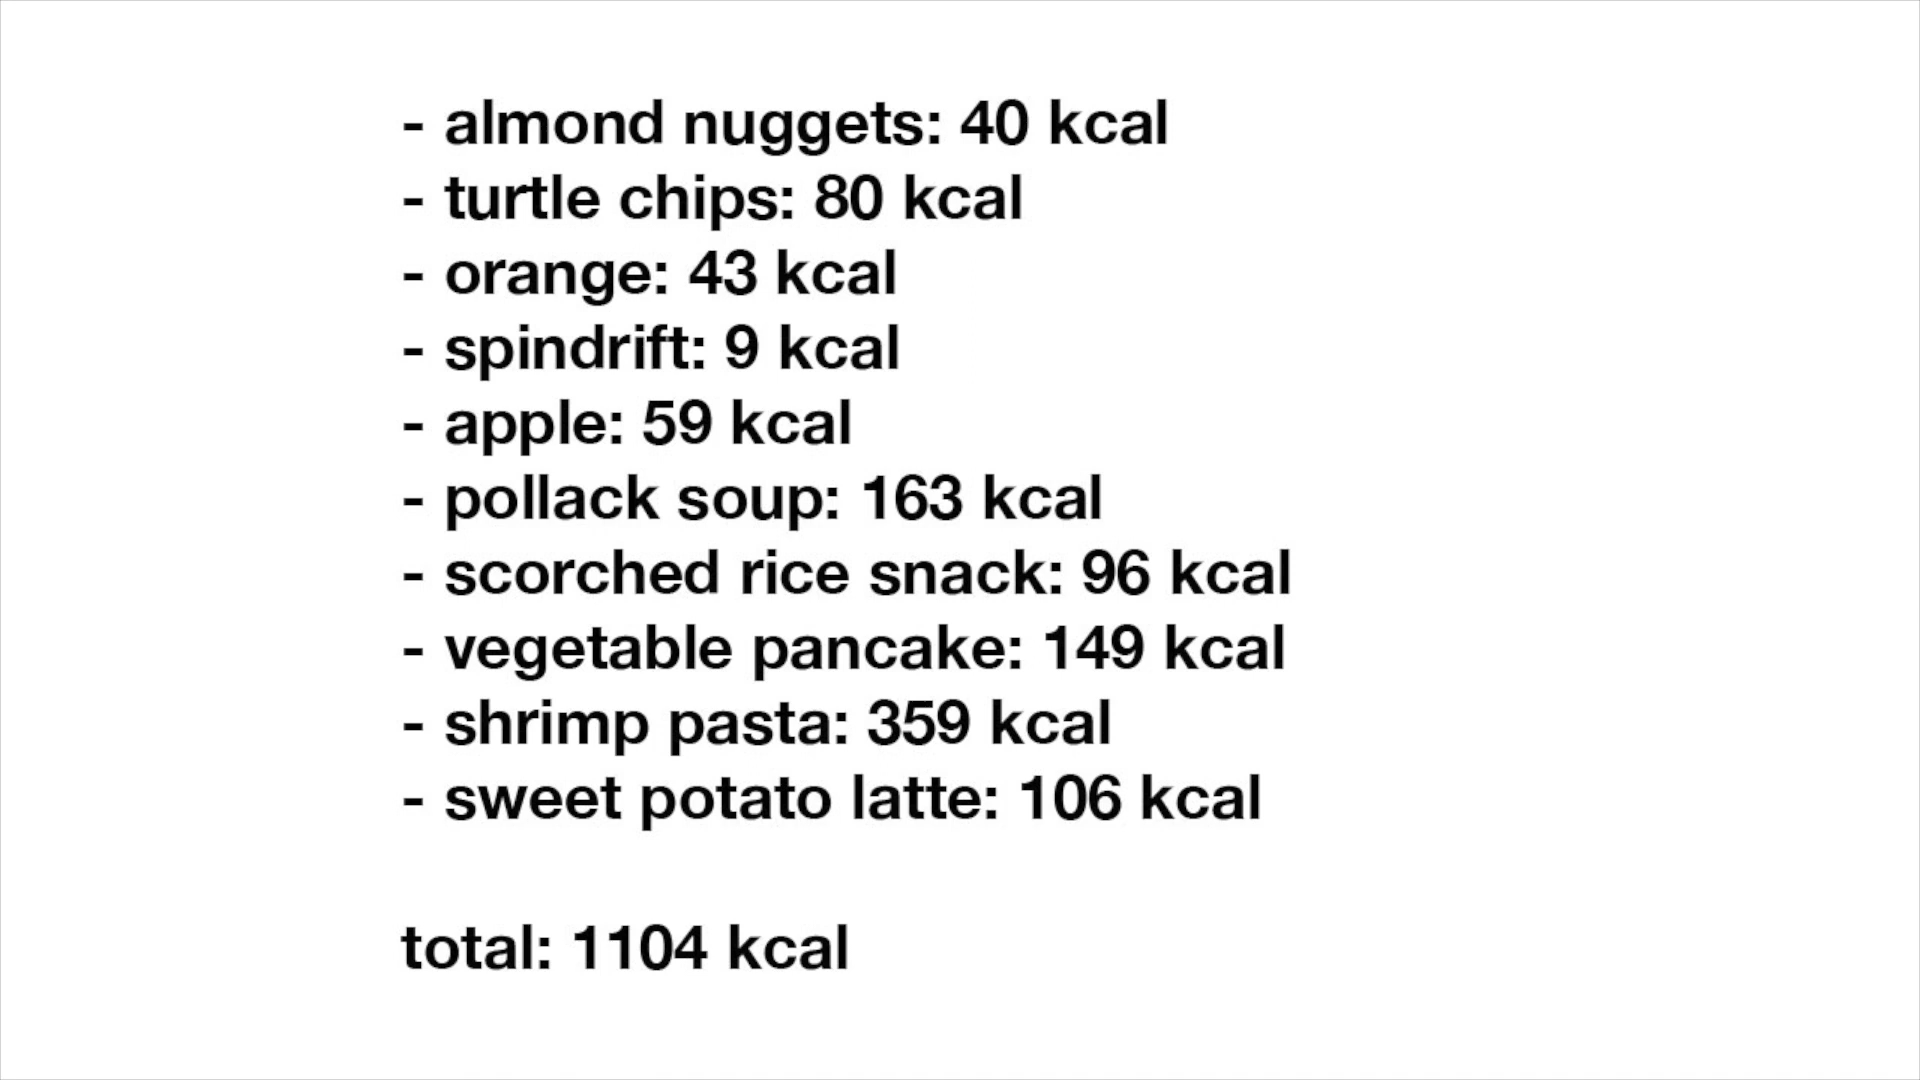 - almond nuggets: 40 kcal
- turtle chips: 80 kcal
- orange: 43 kcal
- spindrift: 9 kcal
- apple: 59 kcal
- pollack soup: 163 kcal
- scorched rice snack: 96 kcal
- vegetable pancake: 149 kcal
- shrimp pasta: 359 kcal
- sweet potato latte: 106 kcal
total: 1104 kcal